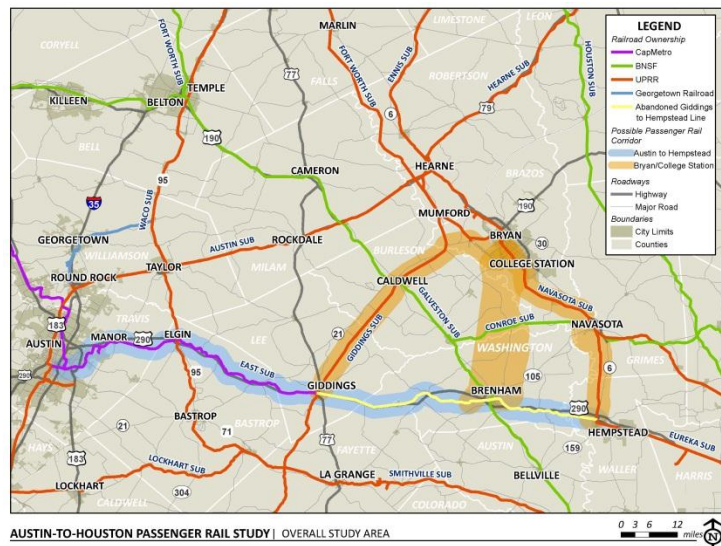 MARLIN
LIMESTONE
LEON
CORYELL
FORT WORTH SUB
77
FALLS
FORT WORTH SUB
ENNIS SUB
ROBERTSON
HEARNE SUB
HOUSTON SUB
TEMPLE
KILLEEN
BELTON
6
79
190
BELL
95
CAMERON
HEARNE
BRAZOS
35
WACO SUB
MUMFORD
190
GEORGETOWN
WILLIAMSON
AUSTIN SUB
ROCKDALE
BURLESON
BRYAN
30
COLLEGE STATION
ROUND ROCK
TAYLOR
MILAM
CALDWELL
GALVESTON SUB
NAVASOTA SUB
183
TRAVIS
21
GIDDINGS SUB
CONROE SUB
NAVASOTA
AUSTIN
MANOR
290
ELGIN
LEE
WASHINGTON
GRIMES
EAST SUB
6
290
95
GIDDINGS
BRENHAM
105
290
BASTROP
BASTROP
HEMPSTEAD
21
71
77
FAYETTE
AUSTIN
159
EUREKA SUB
HAYS
183
LOCKHART SUB
LA GRANGE
SMITHVILLE SUB
BELLVILLE
WALLER
HARRIS
LOCKHART
304
CALDWELL
COLORADO
LEGEND
Railroad Ownership
CapMetro
BNSF
UPRR
Georgetown Railroad
Abandoned Giddings
to Hempstead Line
Possible Passenger Rail
Corridor
Austin to Hempstead
Bryan/College Station
Roadways
Highway
Major Road
Boundaries
City Limits
Counties
AUSTIN-TO-HOUSTON PASSENGER RAIL STUDY | OVERALL STUDY AREA
0 3 6 12
miles
N